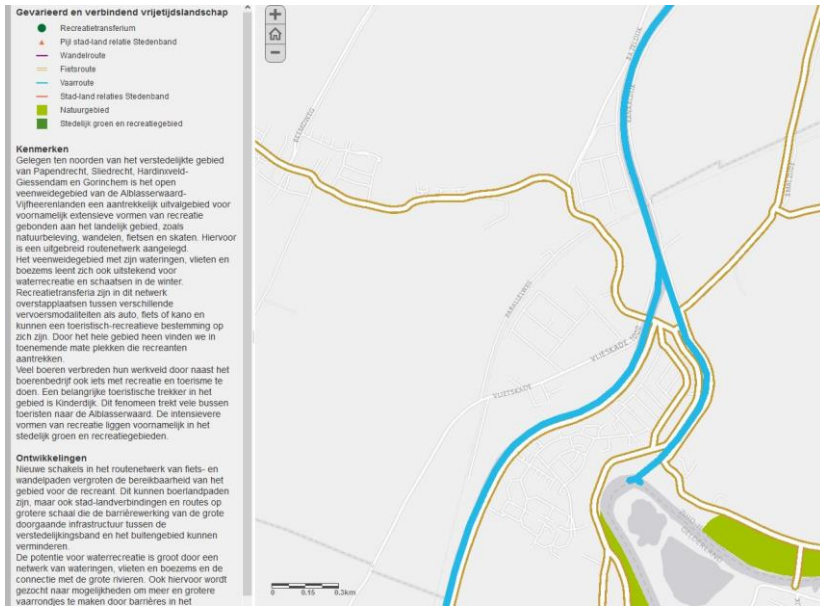 Gevarieerd en verbindend vrijetijdslandschap
Recreatietransferium
Pijl stad-land relatie Stedenband
Wandelroute
Fietsroute
Vaarroute
Stad-land relaties Stedenband
Natuurgebied
Stedelijk groen en recreatiegebied
Kenmerken
Gelegen ten noorden van het verstedelijkte gebied
van Papendrecht, Sliedrecht, Hardinxveld-
Giessendam en Gorinchem is het open
veenweidegebied van de Alblasserwaard-
Vijfheerenlanden een aantrekkelijk uitvalgebied voor
voornamelijk extensieve vormen van recreatie
gebonden aan het landelijk gebied, zoals
natuurbeleving, wandelen, fietsen en skaten. Hiervoor
is een uitgebreid routenetwerk aangelegd.
Het veenweidegebied met zijn wateringen, vlieten en
boezems leent zich ook uitstekend voor
waterrecreatie en schaatsen in de winter.
Recreatietransferia zijn in dit netwerk
overstapplaatsen tussen verschillende
vervoersmodaliteiten als auto, fiets of kano en
kunnen een toeristisch-recreatieve bestemming op
zich zijn. Door het hele gebied heen vinden we in
toenemende mate plekken die recreanten
aantrekken.
Veel boeren verbreden hun werkveld door naast het
boerenbedrijf ook iets met recreatie en toerisme te
doen. Een belangrijke toeristische trekker in het
gebied is Kinderdijk. Dit fenomeen trekt vele bussen
toeristen naar de Alblasserwaard. De intensievere
vormen van recreatie liggen voornamelijk in het
stedelijk groen en recreatiegebieden.
Ontwikkelingen
Nieuwe schakels in het routenetwerk van fiets- en
wandelpaden vergroten de bereikbaarheid van het
gebied voor de recreant. Dit kunnen boerlandpaden
zijn, maar ook stad-landverbindingen en routes op
grotere schaal die de barrièrewerking van de grote
doorgaande infrastructuur tussen de
verstedelijkingsband en het buitengebied kunnen
verminderen.
De potentie voor waterrecreatie is groot door een
netwerk van wateringen, vlieten en boezems en de
connectie met de grote rivieren. Ook hiervoor wordt
gezocht naar mogelijkheden om meer en grotere
vaarrondjes te maken door barrières in het
BAZELDIJK
PARALLELWEG
VLIETSKADE
VLIETSKADE
GELDERLAND
0 0.15 0.3km